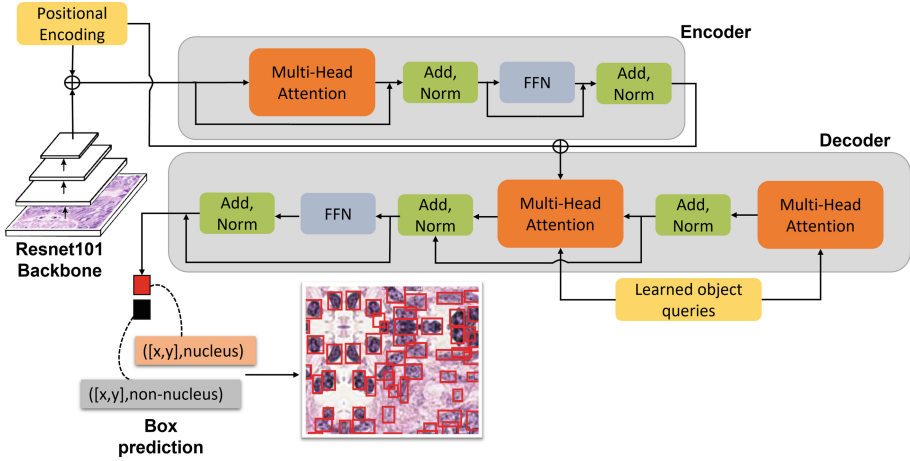 Positional
Encoding
Encoder
Multi-Head
Attention
Add,
Norm
FFN
Add,
Norm
Decoder
Add,
Norm
FFN
Add,
Norm
Multi-Head
Attention
Add,
Norm
Multi-Head
Attention
Resnet101
Backbone
Learned object
queries
([x,y],nucleus)
([x,y],non-nucleus)
Box
prediction